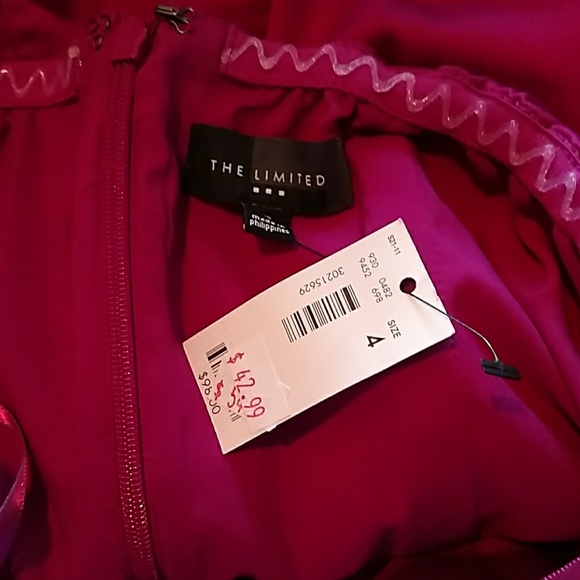 THE LIMITED
made in
philippines
SZ1-11
930 0482
9452 698
30215629
SIZE
4
$ 42.99
$96.00